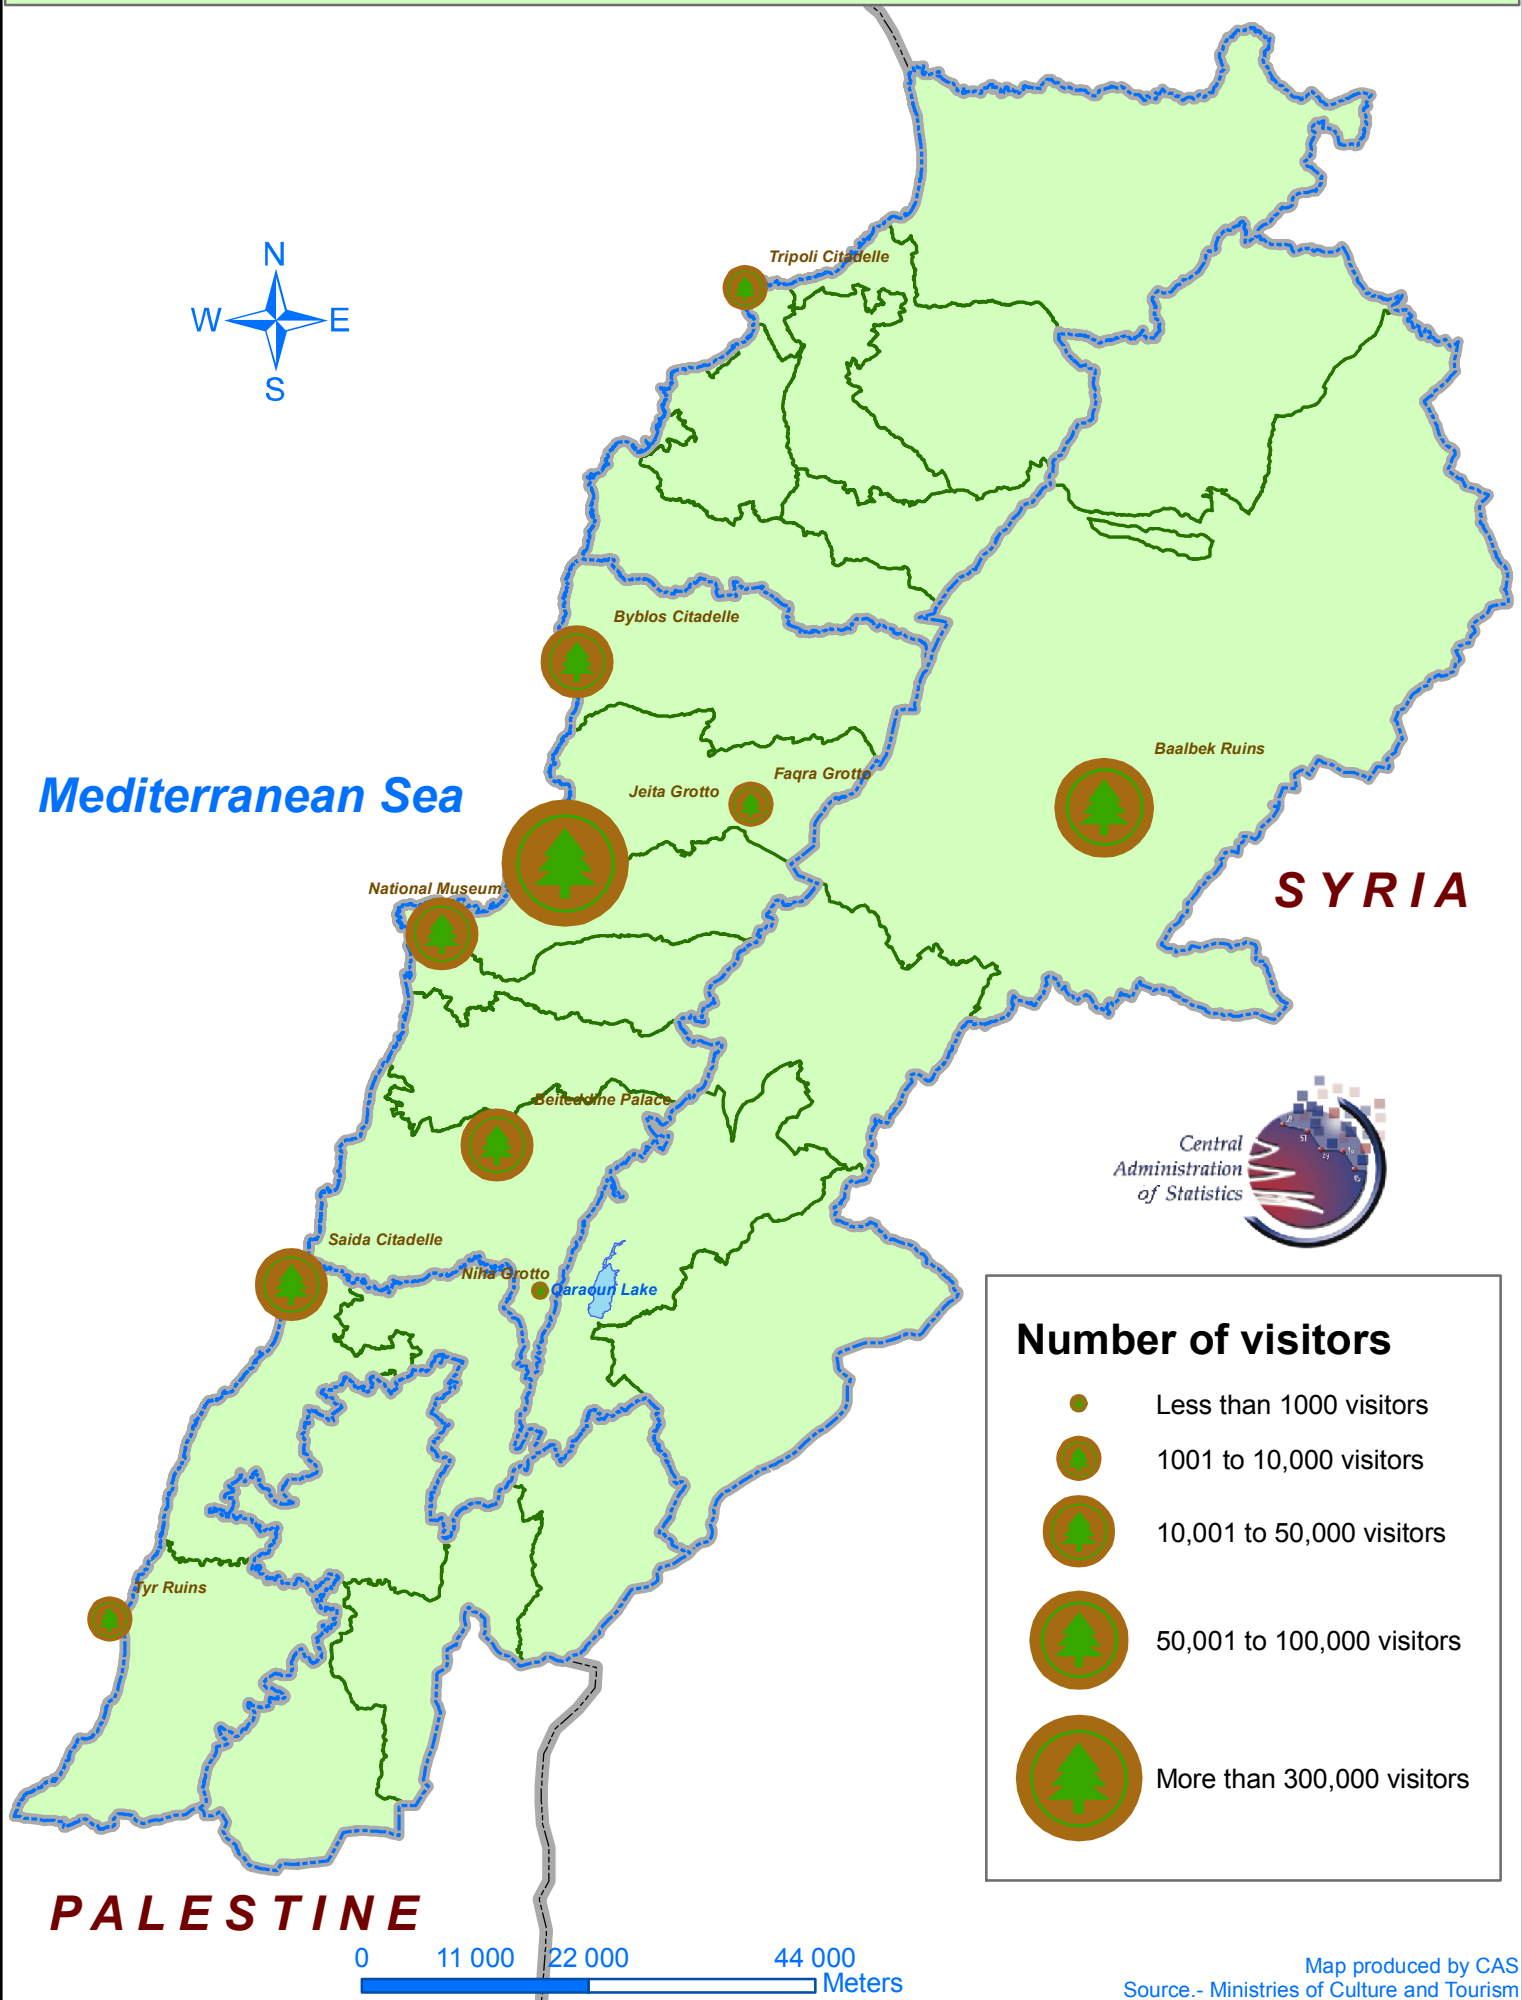 N
W
E
S
Tripoli Citadelle
Byblos Citadelle
Baalbek Ruins
Faqra Grotto
Jeita Grotto
Mediterranean Sea
National Museum
SYRIA
Beiteddine Palace
Central
Administration
of Statistics
Saida Citadelle
Niha Grotto
Qaraoun Lake
Number of visitors
Less than 1000 visitors
1001 to 10,000 visitors
10,001 to 50,000 visitors
50,001 to 100,000 visitors
More than 300,000 visitors
Tyr Ruins
PALESTINE
0 11 000 22 000 44 000
Meters
Map produced by CAS
Source.- Ministries of Culture and Tourism